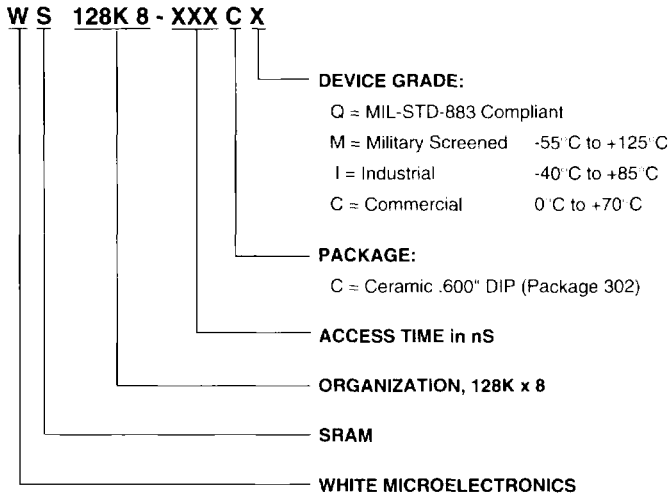 W S 128K 8 - XXX C X
DEVICE GRADE:
Q = MIL-STD-883 Compliant
M = Military Screened -55°C to +125°C
I = Industrial -40°C to +85°C
C = Commercial 0°C to +70°C
PACKAGE:
C = Ceramic .600" DIP (Package 302)
ACCESS TIME in nS
ORGANIZATION, 128K x 8
SRAM
WHITE MICROELECTRONICS